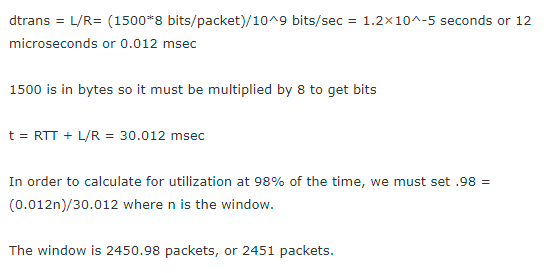 dtrans = L/R= (1500*8 bits/packet)/10^9 bits/sec = 1.2×10^-5 seconds or 12
microseconds or 0.012 msec
1500 is in bytes so it must be multiplied by 8 to get bits
t = RTT + L/R = 30.012 msec
In order to calculate for utilization at 98% of the time, we must set .98 =
(0.012n)/30.012 where n is the window.
The window is 2450.98 packets, or 2451 packets.